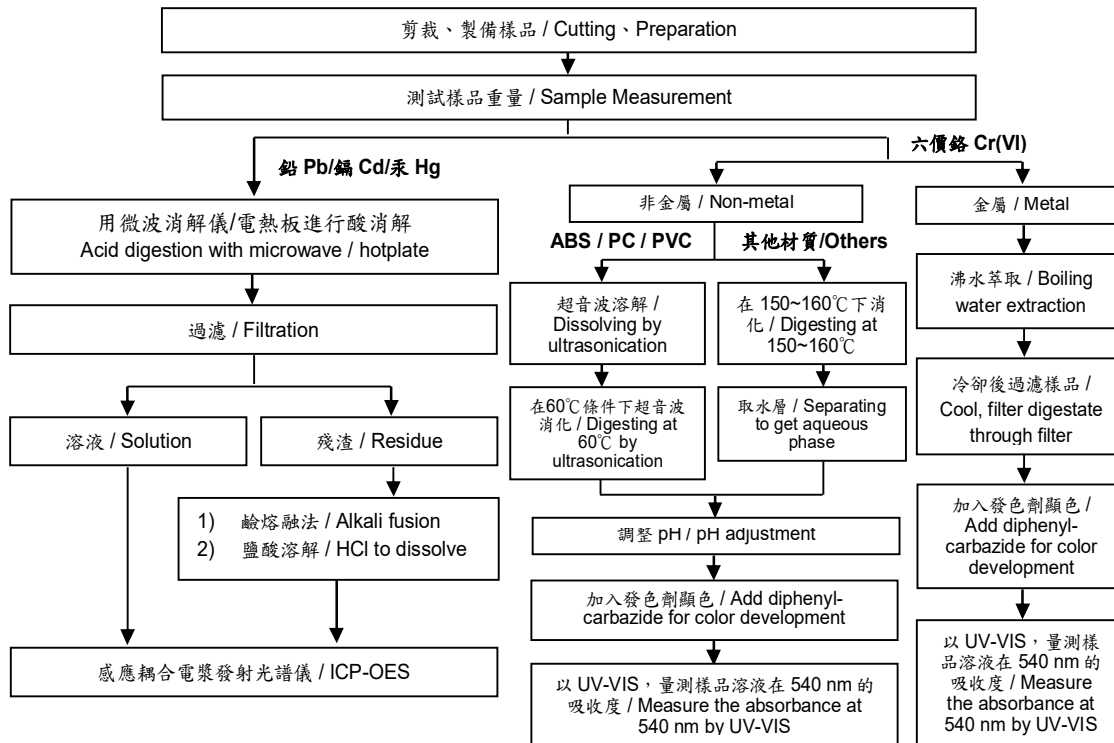 剪裁、製備樣品 / Cutting、Preparation
測試樣品重量 / Sample Measurement
鉛 Pb/鎘 Cd/汞 Hg
用微波消解儀/電熱板進行酸消解
Acid digestion with microwave / hotplate
過濾 / Filtration
溶液 / Solution
殘渣 / Residue
1) 鹼熔融法 / Alkali fusion
2) 鹽酸溶解 / HCl to dissolve
感應耦合電漿發射光譜儀 / ICP-OES
六價鉻 Cr(VI)
非金屬 / Non-metal
ABS / PC / PVC
超音波溶解 /
Dissolving by
ultrasonication
在60℃條件下超音波
消化 / Digesting at
60℃ by
ultrasonication
其他材質/Others
在 150~160℃下消
化 / Digesting at
150~160℃
取水層 / Separating
to get aqueous
phase
調整 pH / pH adjustment
加入發色劑顯色 / Add diphenyl-
carbazide for color development
以 UV-VIS，量測樣品溶液在 540 nm 的
吸收度 / Measure the absorbance at
540 nm by UV-VIS
金屬 / Metal
沸水萃取 / Boiling
water extraction
冷卻後過濾樣品 /
Cool, filter digestate
through filter
加入發色劑顯色 /
Add diphenyl-
carbazide for color
development
以 UV-VIS，量測樣
品溶液在 540 nm 的
吸收度 / Measure
the absorbance at
540 nm by UV-VIS